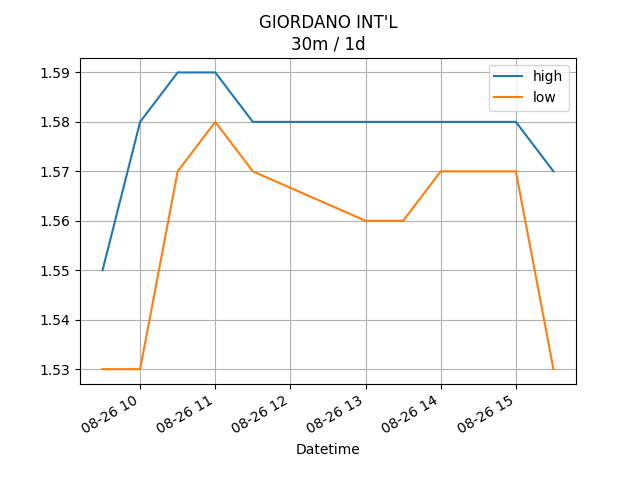 GIORDANO INT'L
30m / 1d
high
low
1.59
1.58
1.57
1.56
1.55
1.54
1.53
08-26 10
08-26 11
08-26 12
08-26 13
08-26 14
08-26 15
Datetime